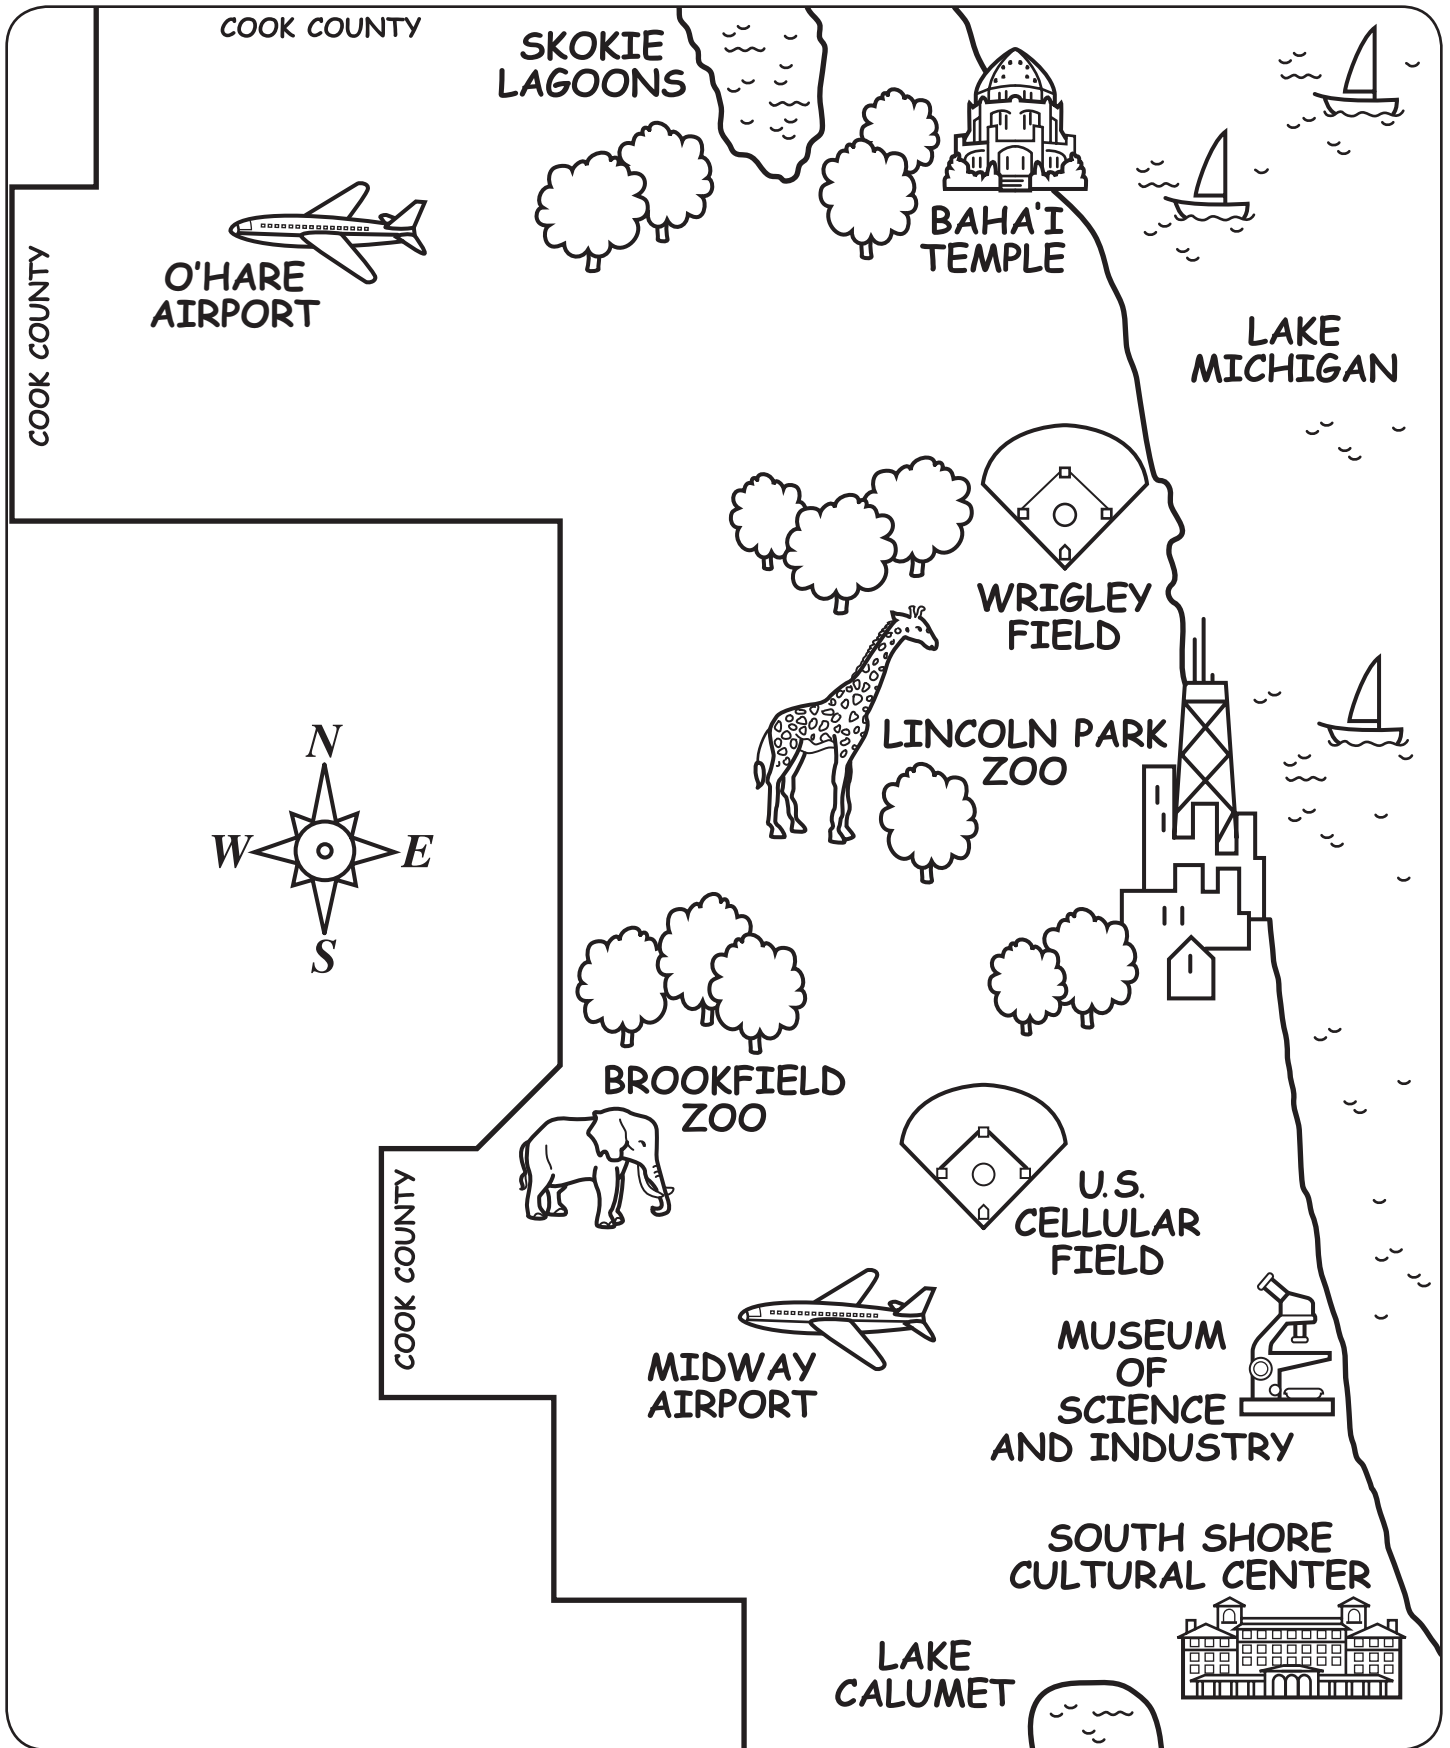 COOK COUNTY
SKOKIE
LAGOONS
BAHA'I
TEMPLE
O'HARE
AIRPORT
COOK COUNTY
LAKE
MICHIGAN
WRIGLEY
FIELD
LINCOLN PARK
ZOO
N
W
E
S
BROOKFIELD
ZOO
COOK COUNTY
U.S.
CELLULAR
FIELD
MIDWAY
AIRPORT
MUSEUM
OF
SCIENCE
AND INDUSTRY
SOUTH SHORE
CULTURAL CENTER
LAKE
CALUMET